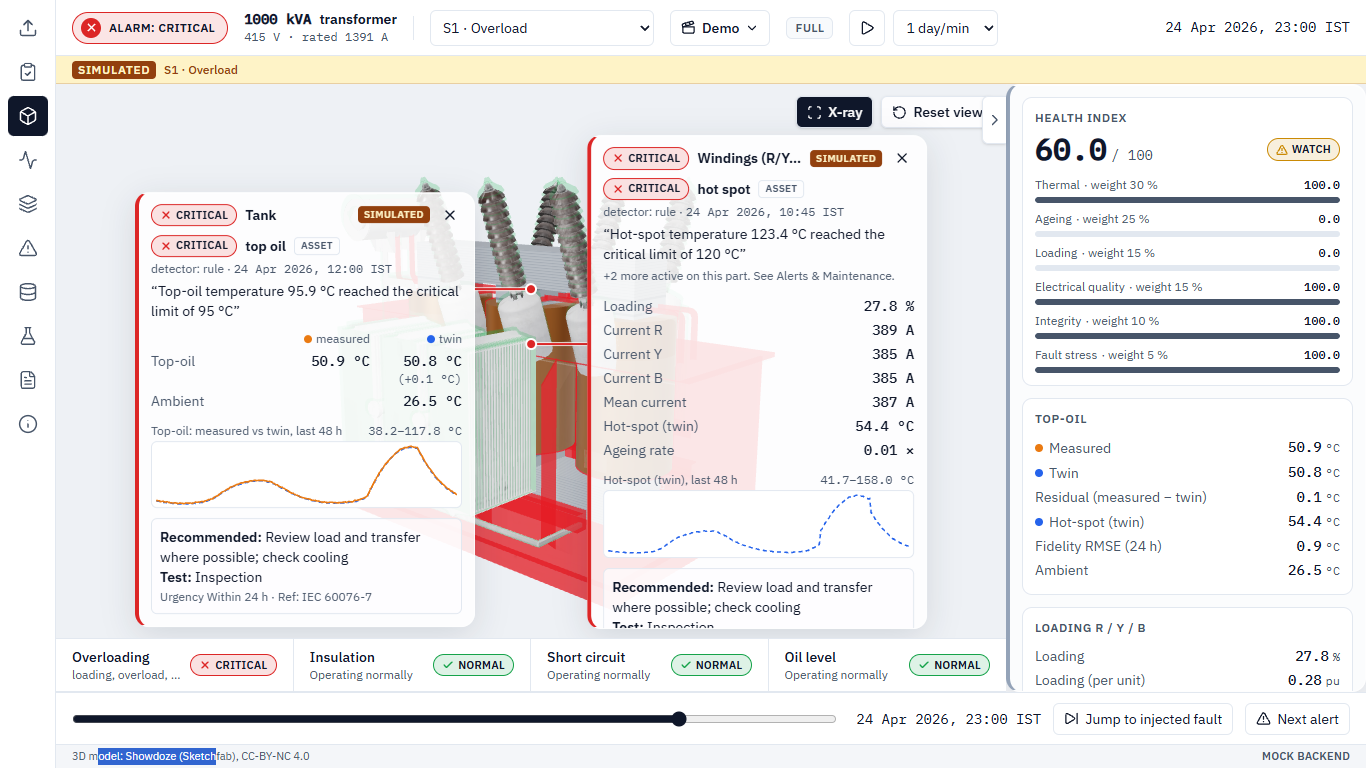 ALARM: CRITICAL
1000 kVA transformer
415 V · rated 1391 A
S1 · Overload
Demo
FULL
1 day/min
24 Apr 2026, 23:00 IST
SIMULATED S1 · Overload
X-ray
Reset view
CRITICAL Tank SIMULATED
CRITICAL top oil ASSET
detector: rule · 24 Apr 2026, 12:00 IST
“Top-oil temperature 95.9 °C reached the critical
limit of 95 °C”
measured twin
Top-oil 50.9 °C 50.8 °C
(+0.1 °C)
Ambient 26.5 °C
Top-oil: measured vs twin, last 48 h 38.2–117.8 °C
Recommended: Review load and transfer
where possible; check cooling
Test: Inspection
Urgency Within 24 h · Ref: IEC 60076-7
CRITICAL Windings (R/Y... SIMULATED
CRITICAL hot spot ASSET
detector: rule · 24 Apr 2026, 10:45 IST
“Hot-spot temperature 123.4 °C reached the
critical limit of 120 °C”
+2 more active on this part. See Alerts & Maintenance.
Loading 27.8 %
Current R 389 A
Current Y 385 A
Current B 385 A
Mean current 387 A
Hot-spot (twin) 54.4 °C
Ageing rate 0.01 ×
Hot-spot (twin), last 48 h 41.7–158.0 °C
Recommended: Review load and transfer
where possible; check cooling
Test: Inspection
HEALTH INDEX
60.0 / 100 WATCH
Thermal · weight 30 % 100.0
Ageing · weight 25 % 0.0
Loading · weight 15 % 0.0
Electrical quality · weight 15 % 100.0
Integrity · weight 10 % 100.0
Fault stress · weight 5 % 100.0
TOP-OIL
Measured 50.9 °C
Twin 50.8 °C
Residual (measured − twin) 0.1 °C
Hot-spot (twin) 54.4 °C
Fidelity RMSE (24 h) 0.9 °C
Ambient 26.5 °C
LOADING R / Y / B
Loading 27.8 %
Loading (per unit) 0.28 pu
Overloading
loading, overload, ...
CRITICAL
Insulation
Operating normally
NORMAL
Short circuit
Operating normally
NORMAL
Oil level
Operating normally
NORMAL
24 Apr 2026, 23:00 IST
Jump to injected fault
Next alert
3D model: Showdoze (Sketchfab), CC-BY-NC 4.0
MOCK BACKEND